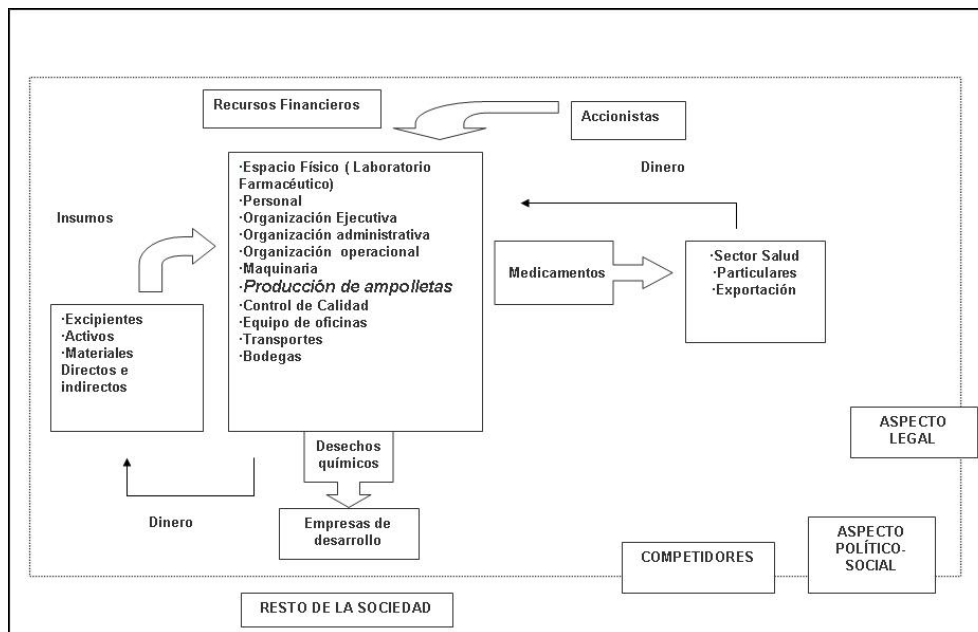 Recursos Financieros
Accionistas
·Espacio Físico ( Laboratorio
Farmacéutico)
·Personal
·Organización Ejecutiva
·Organización administrativa
·Organización operacional
·Maquinaria
·Producción de ampolletas
·Control de Calidad
·Equipo de oficinas
·Transportes
·Bodegas
Dinero
Insumos
Medicamentos
·Sector Salud
·Particulares
·Exportación
·Excipientes
·Activos
·Materiales
Directos e
indirectos
ASPECTO
LEGAL
Desechos
químicos
Dinero
Empresas de
desarrollo
COMPETIDORES
ASPECTO
POLÍTICO-
SOCIAL
RESTO DE LA SOCIEDAD